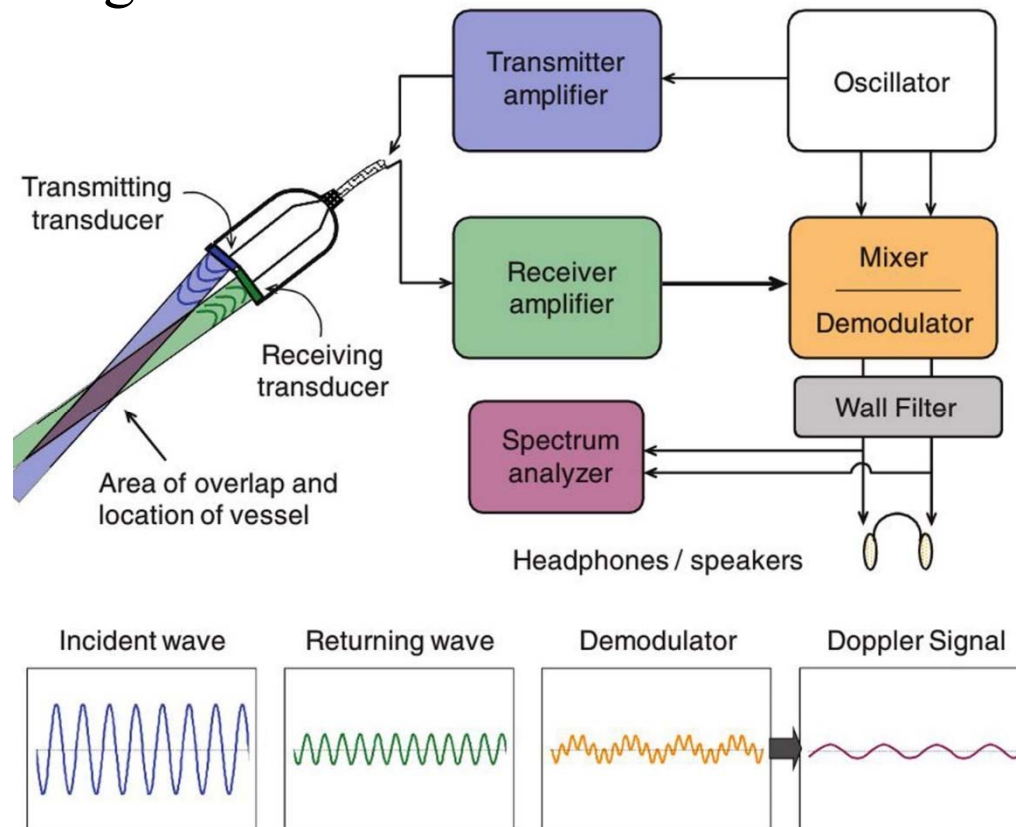 Transmitter
amplifier
Oscillator
Transmitting
transducer
Receiver
amplifier
Mixer
Demodulator
Receiving
transducer
Wall Filter
Spectrum
analyzer
Area of overlap and
location of vessel
Headphones / speakers
Incident wave
Returning wave
Demodulator
Doppler Signal